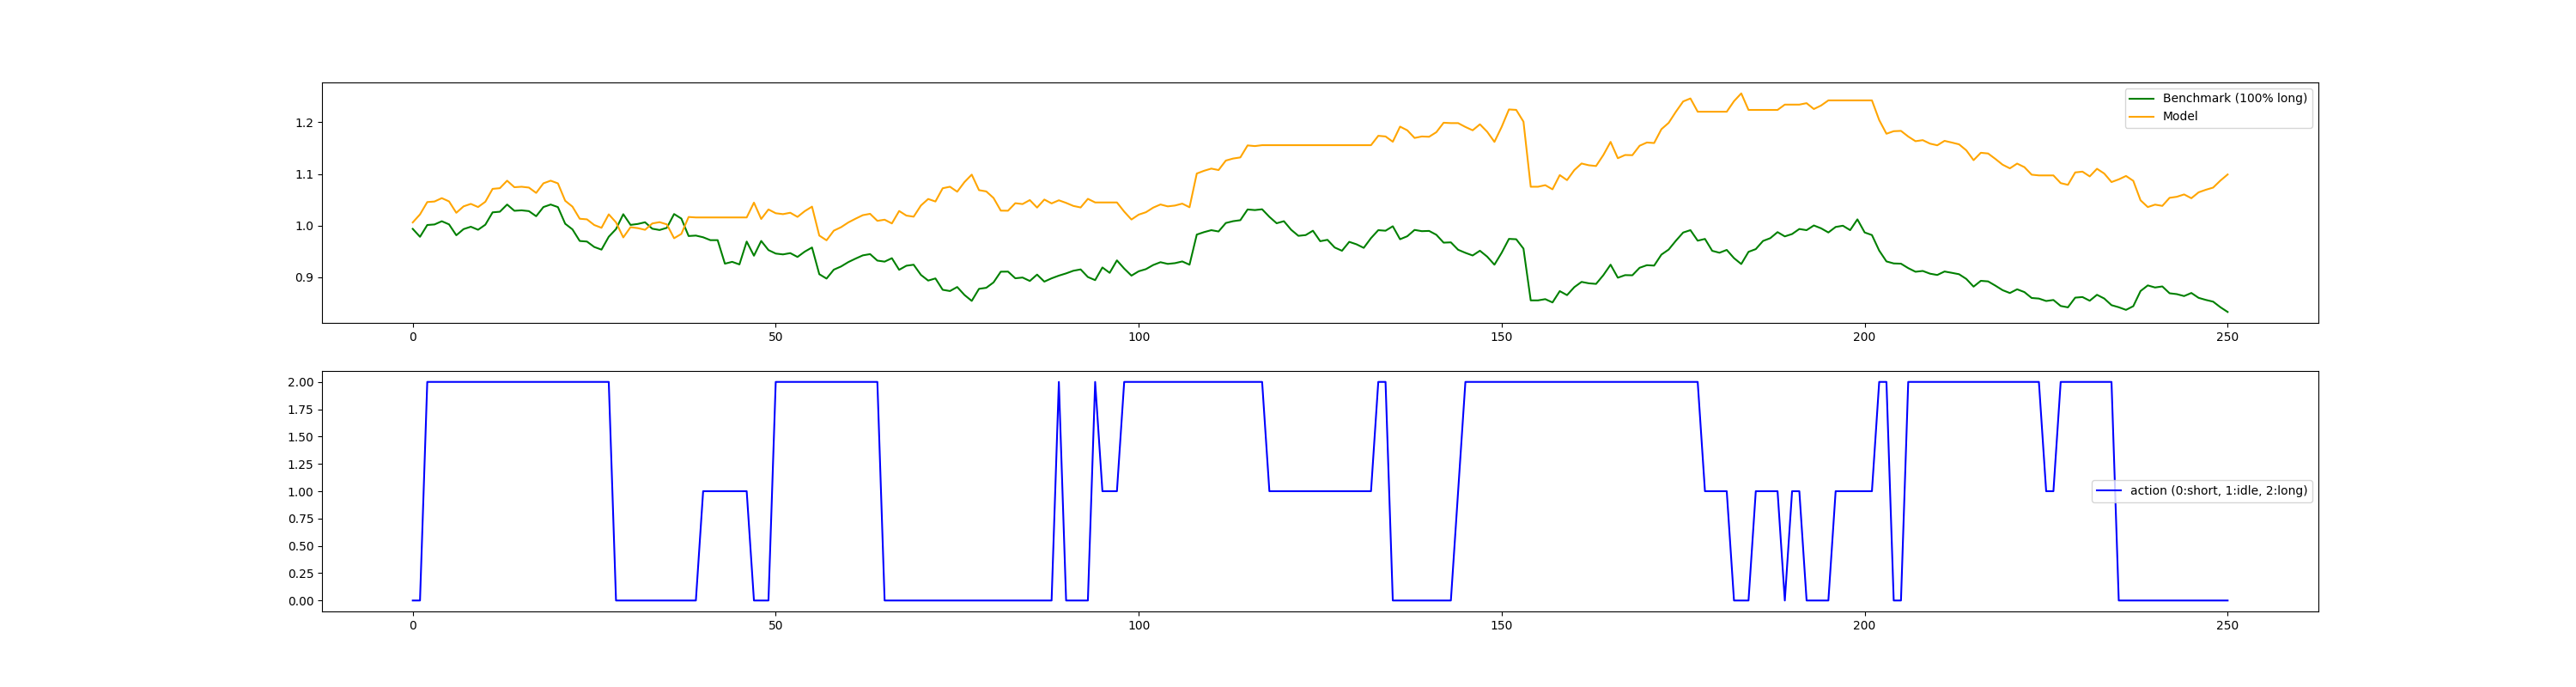 1.2
1.1
1.0
0.9
Benchmark (100% long)
Model
0 50 100 150 200 250
2.00
1.75
1.50
1.25
1.00
0.75
0.50
0.25
0.00
action (0:short, 1:idle, 2:long)
0 50 100 150 200 250